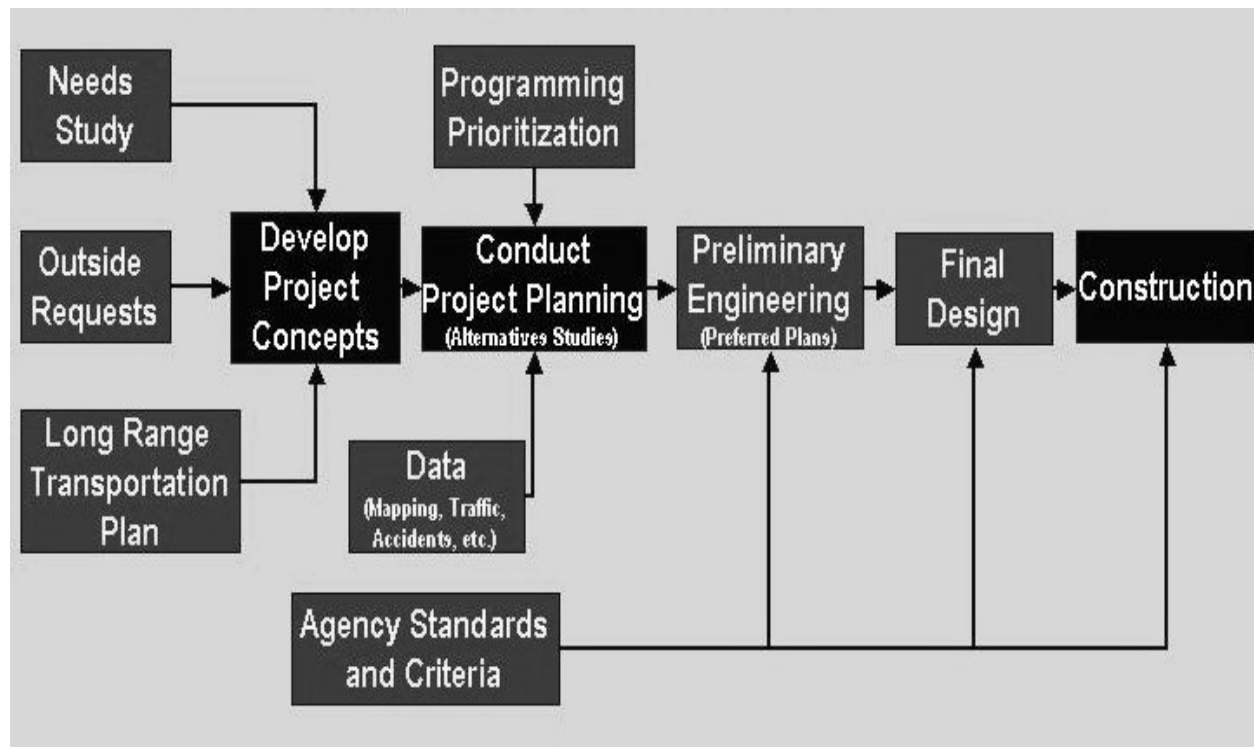 Needs
Study
Programming
Prioritization
Outside
Requests
Develop
Project
Concepts
Conduct
Project Planning
(Alternatives Studies)
Preliminary
Engineering
(Preferred Plans)
Final
Design
Construction
Long Range
Transportation
Plan
Data
(Mapping, Traffic,
Accidents, etc.)
Agency Standards
and Criteria